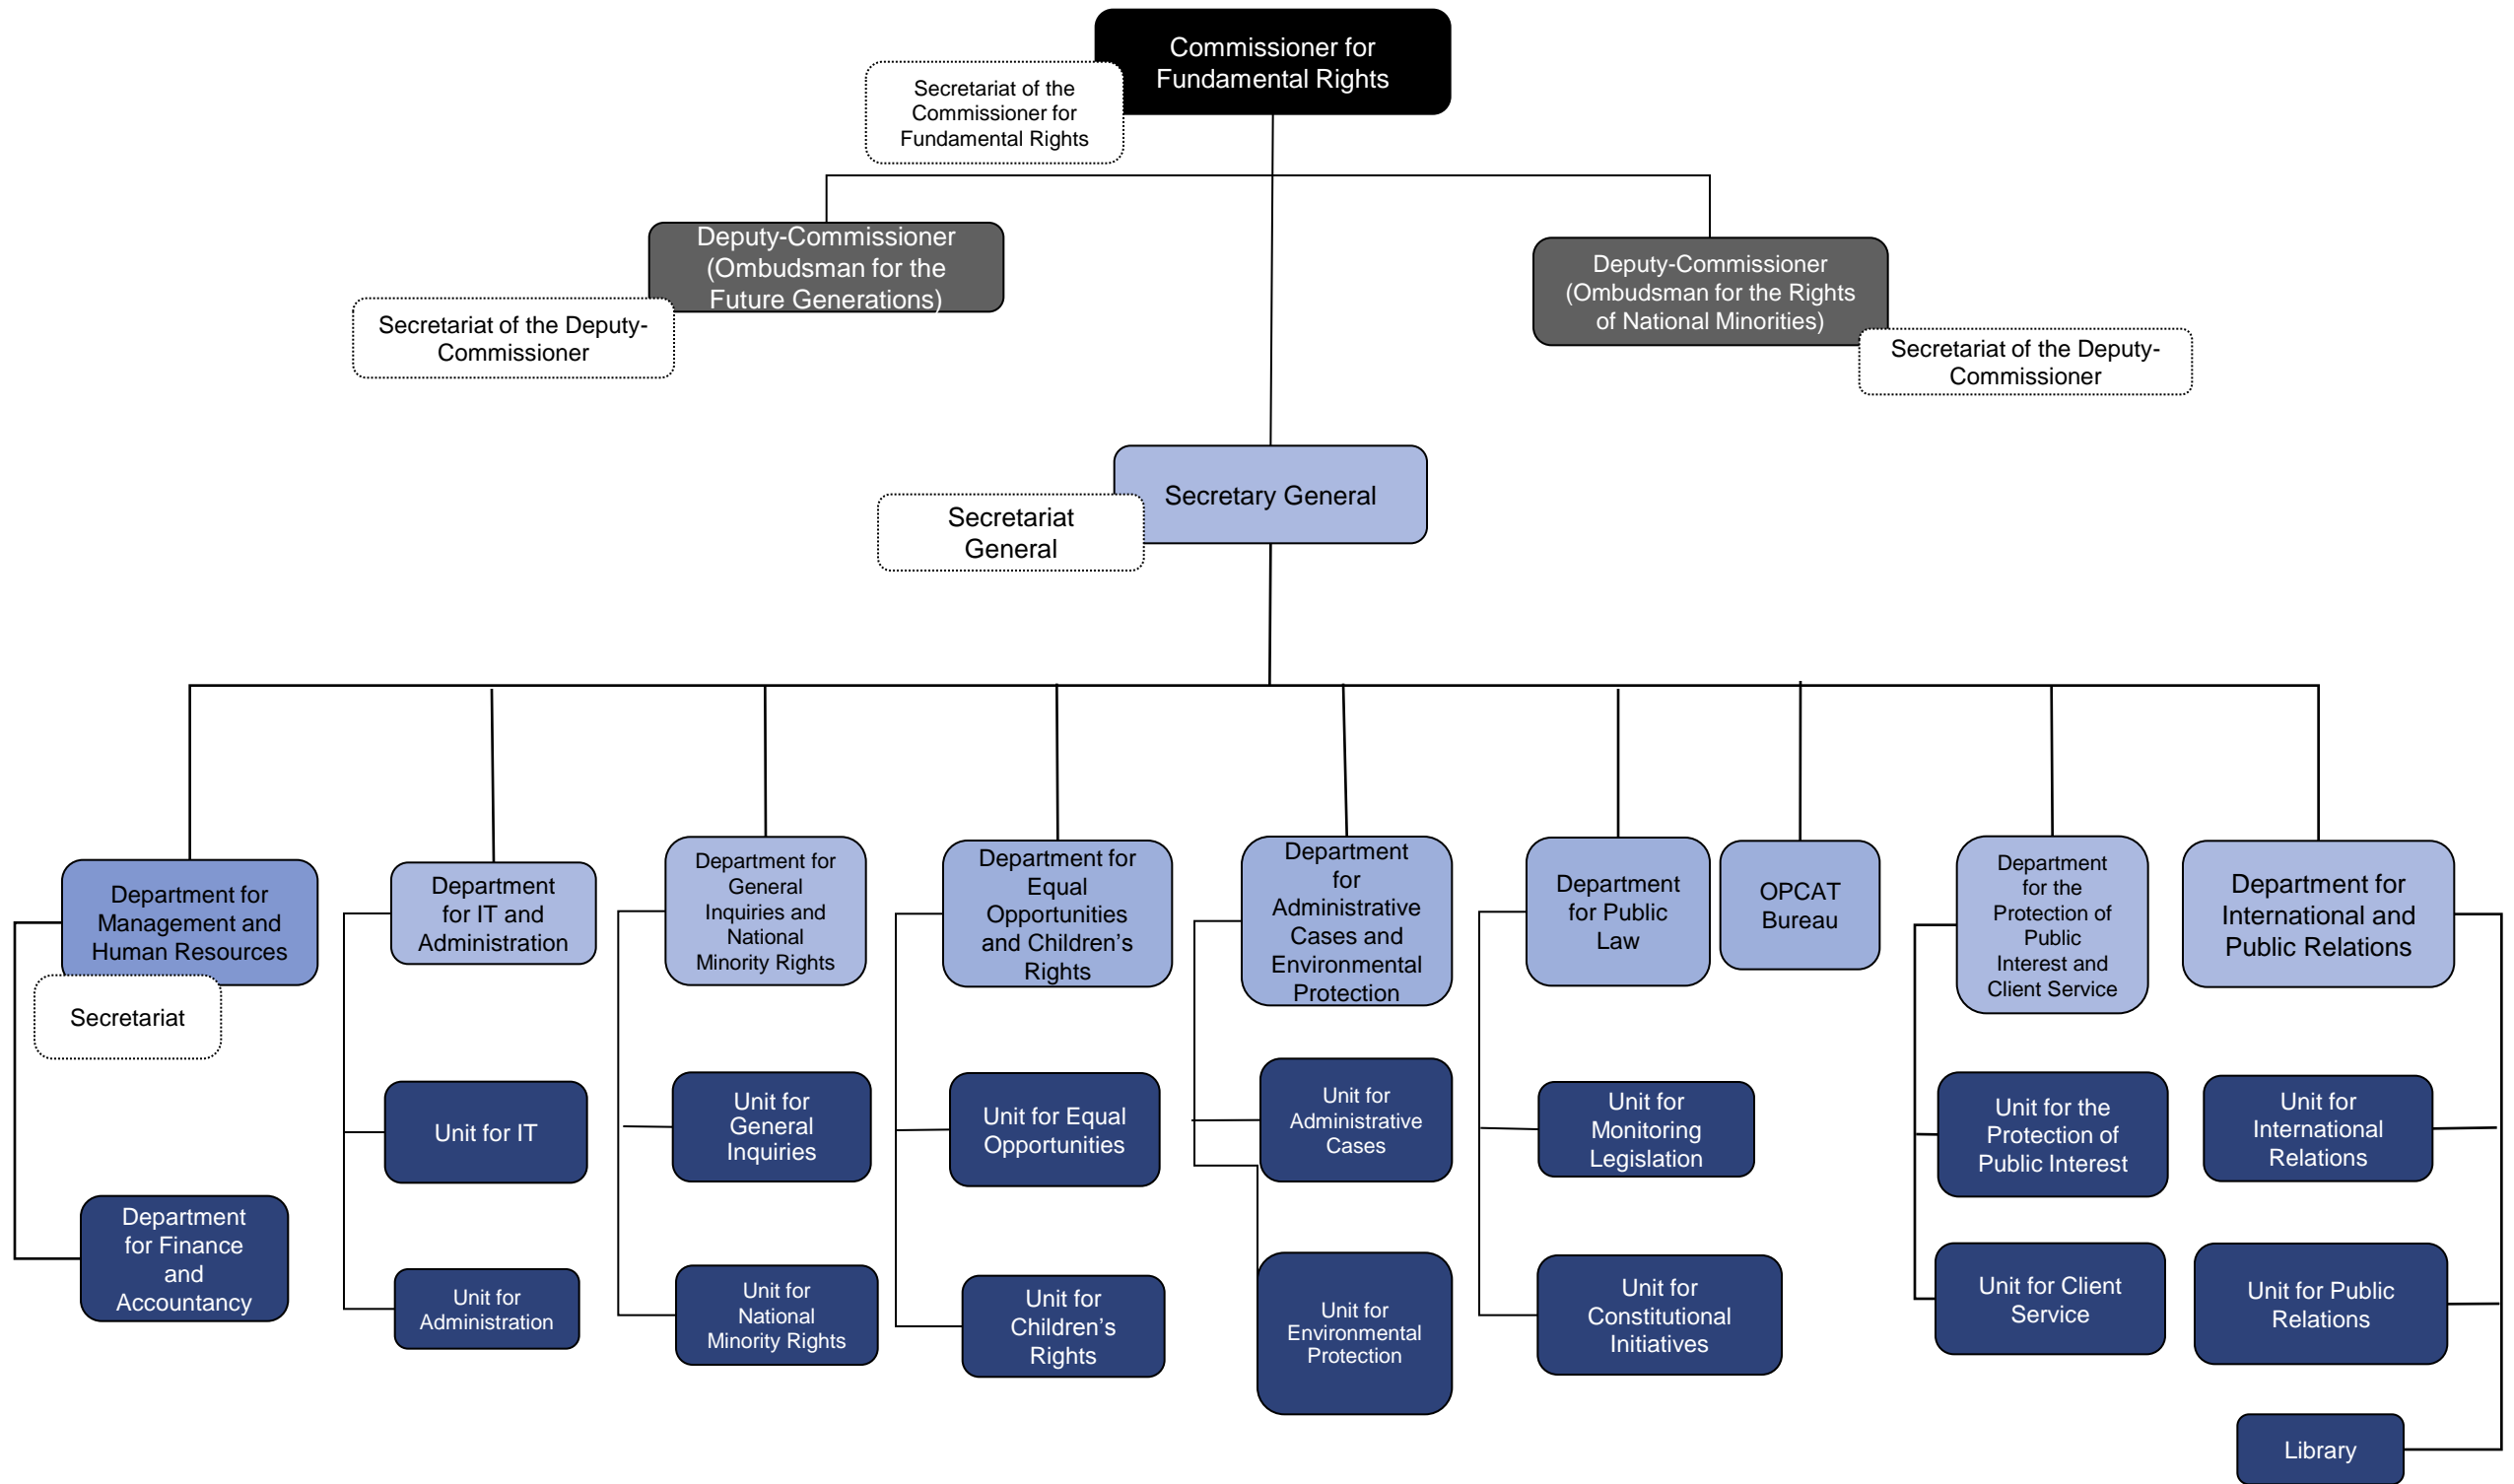 Commissioner for
Fundamental Rights
Secretariat of the
Commissioner for
Fundamental Rights
Deputy-Commissioner
(Ombudsman for the
Future Generations)
Secretariat of the Deputy-
Commissioner
Deputy-Commissioner
(Ombudsman for the Rights
of National Minorities)
Secretariat of the Deputy-
Commissioner
Secretary General
Secretariat
General
Department for
Management and
Human Resources
Secretariat
Department
for Finance
and
Accountancy
Department
for IT and
Administration
Unit for IT
Unit for
Administration
Department for
General
Inquiries and
National
Minority Rights
Unit for
General
Inquiries
Unit for
National
Minority Rights
Department for
Equal
Opportunities
and Children’s
Rights
Unit for Equal
Opportunities
Unit for
Children’s
Rights
Department
for
Administrative
Cases and
Environmental
Protection
Unit for
Administrative
Cases
Unit for
Environmental
Protection
Department
for Public
Law
Unit for
Monitoring
Legislation
Unit for
Constitutional
Initiatives
OPCAT
Bureau
Department
for the
Protection of
Public
Interest and
Client Service
Unit for the
Protection of
Public Interest
Unit for Client
Service
Department for
International and
Public Relations
Unit for
International
Relations
Unit for Public
Relations
Library